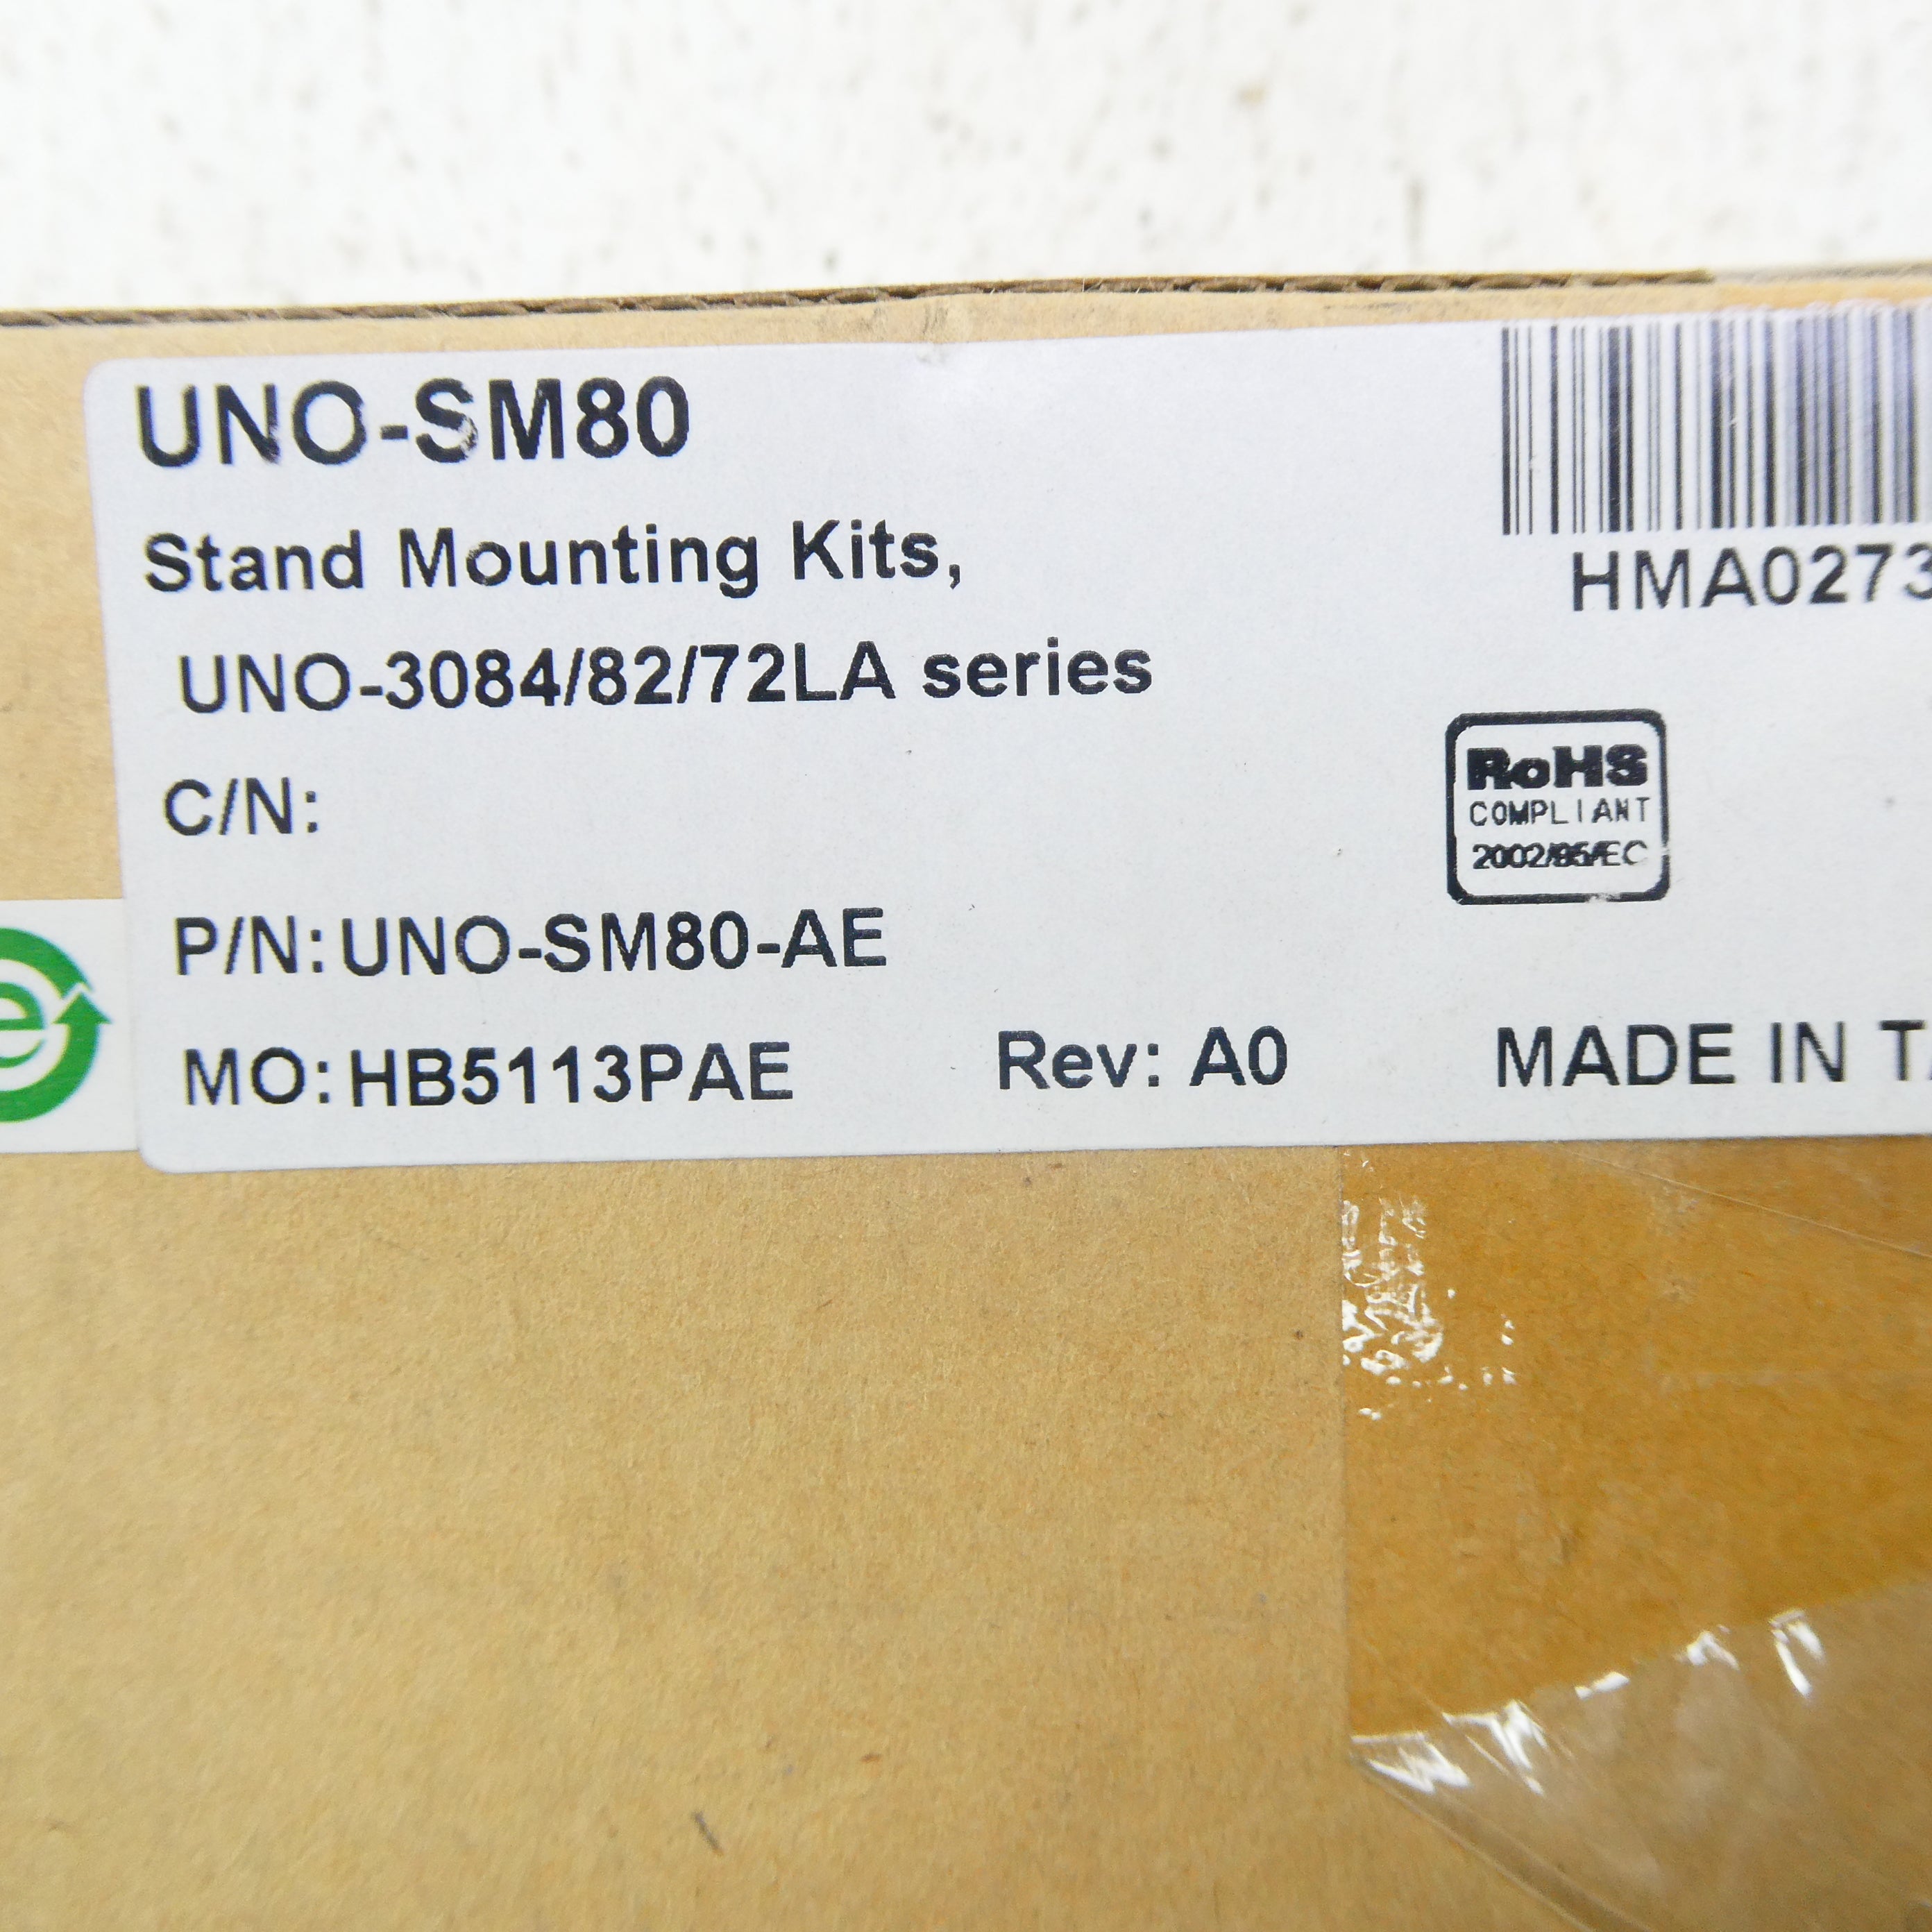 UNO-SM80
Stand Mounting Kits,
HMA0273
UNO-3084/82/72LA series
RoHS
COMPLIANT
2002/95/EC
C/N:
P/N: UNO-SM80-AE
e
MO: HB5113PAE Rev: A0 MADE IN